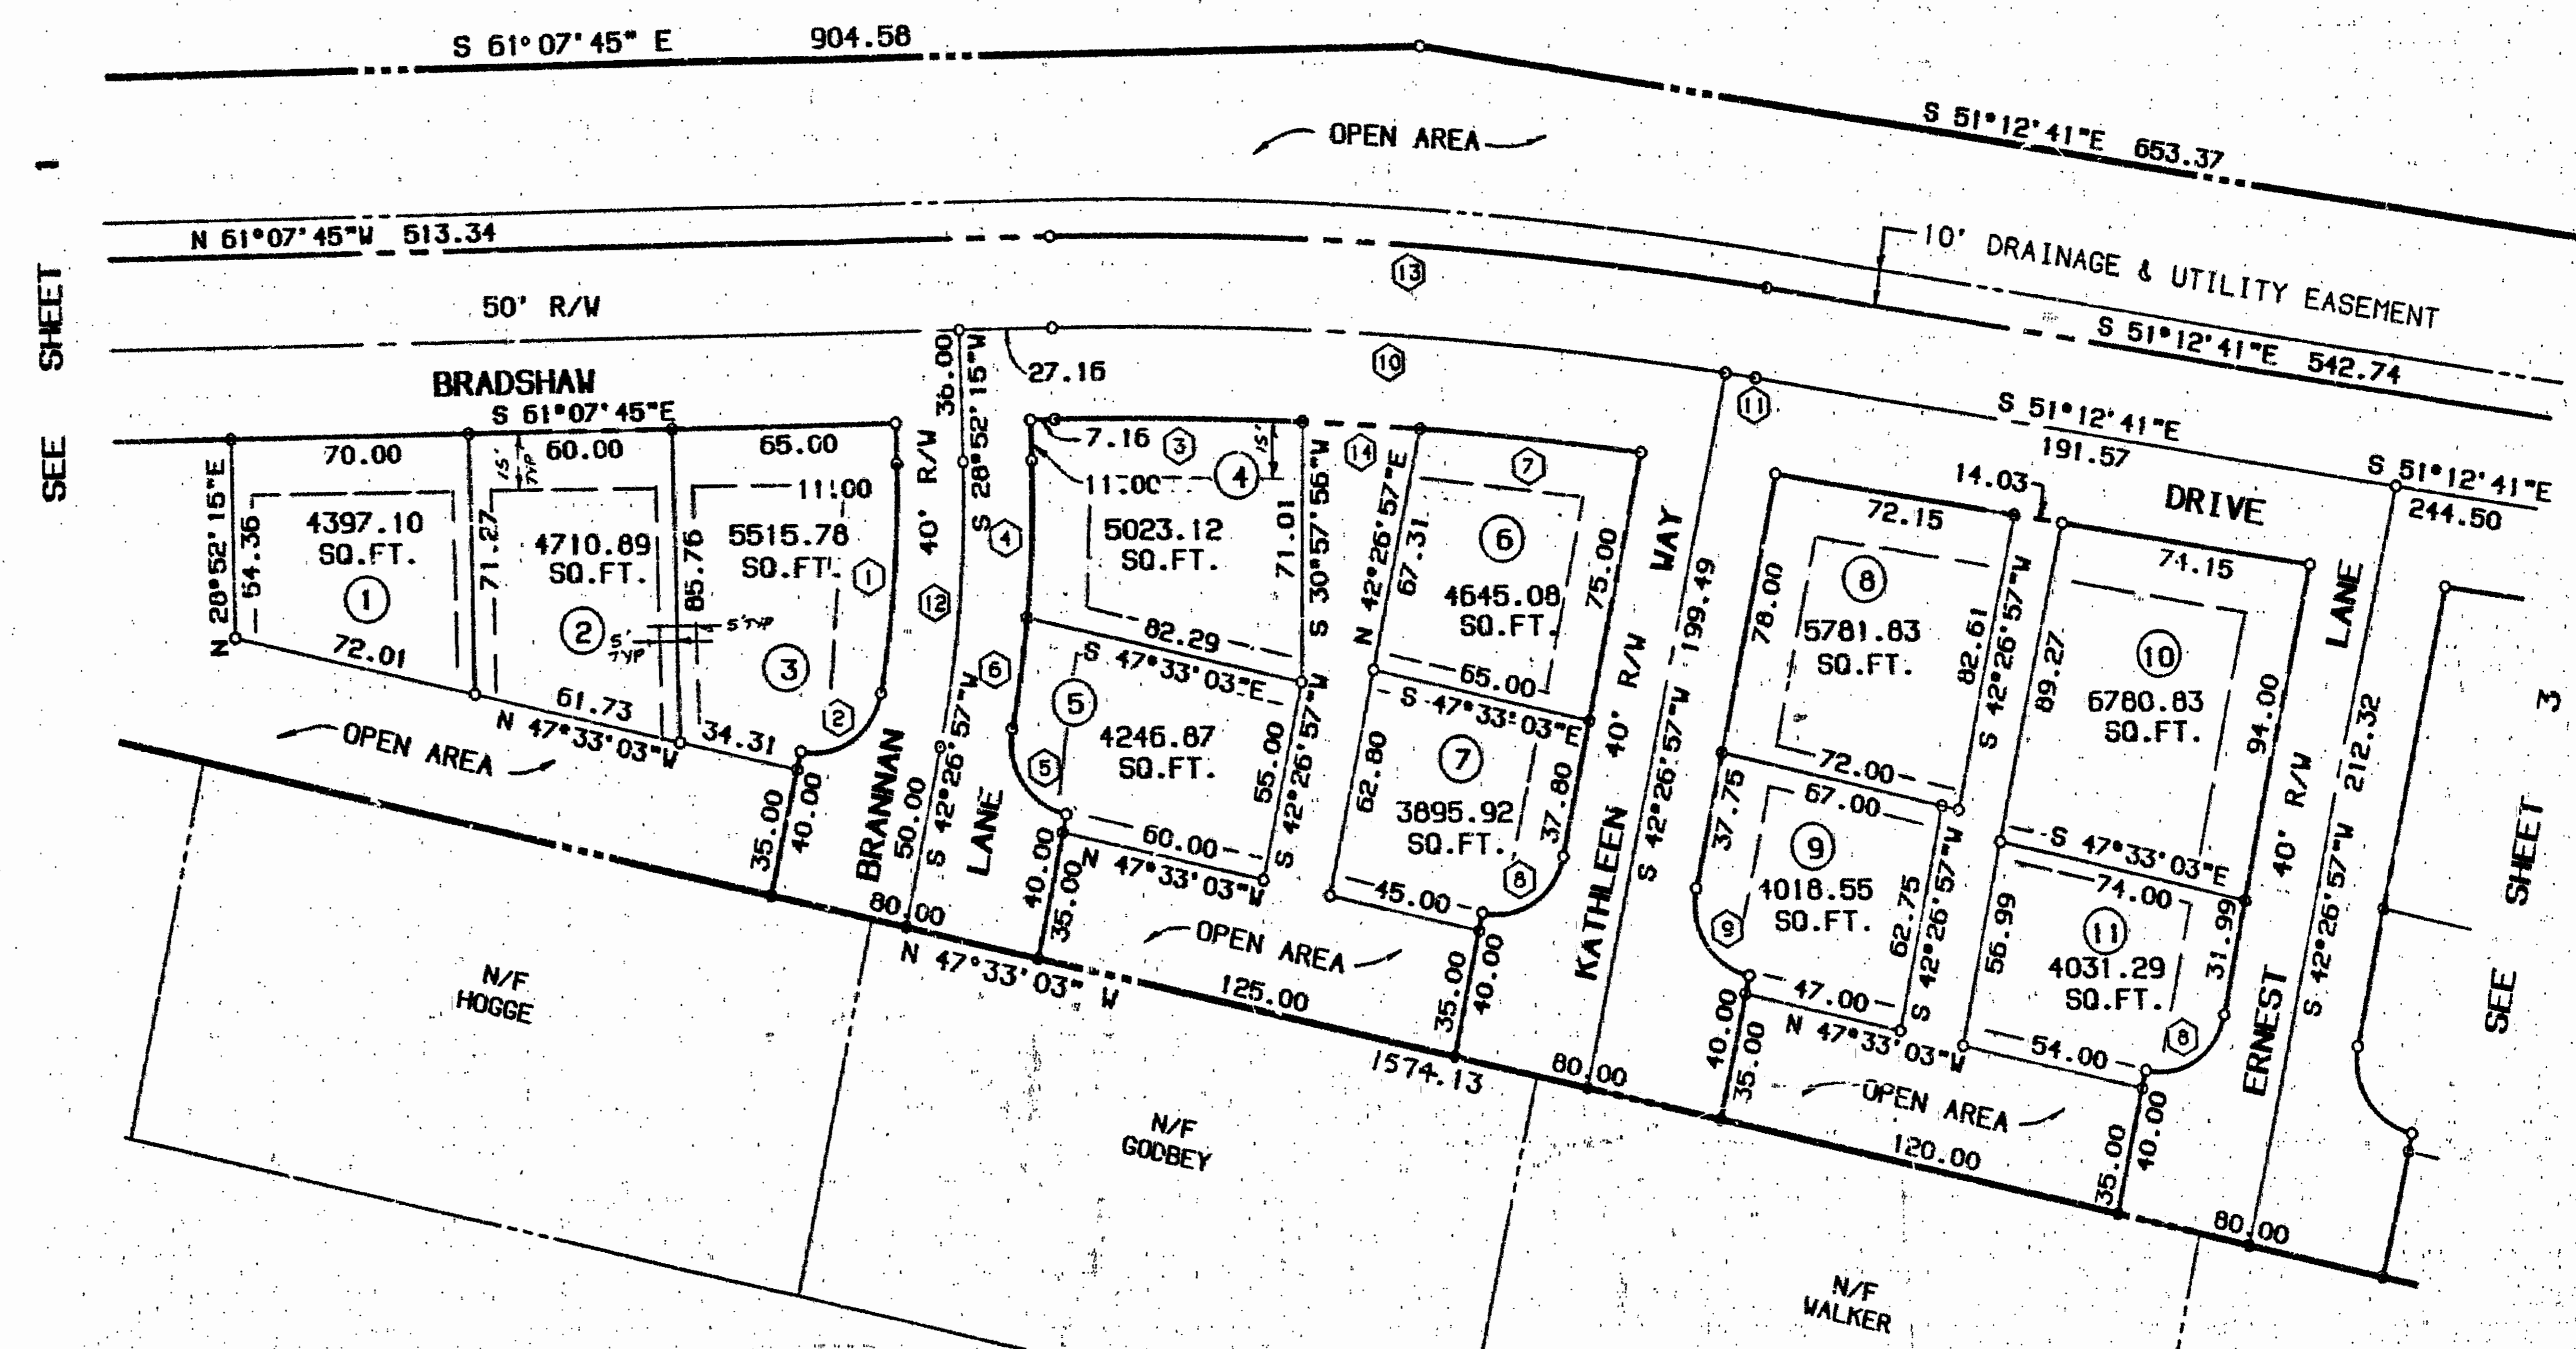 S 61°07'45" E 904.58
S 51°12'41"E 653.37
OPEN AREA
SEE SHEET 1
N 61°07'45"W 513.34
13
10' DRAINAGE & UTILITY EASEMENT
S 51°12'41"E 542.74
50' R/W
BRADSHAW
DRIVE
S 61°07'45"E
36.00
S 28°52'15"W
27.16
10
11
S 51°12'41"E
191.57
S 51°12'41"E
244.50
N 28°52'15"E
54.36
70.00
4397.10
SQ.FT.
1
72.01
15'
TYP
60.00
71.27
4710.89
SQ.FT.
2
5'
TYP
5'TYP
61.73
N 47°33'03"W
65.00
11.00
85.76
5515.78
SQ.FT.
3
1
2
34.31
35.00
40.00
OPEN AREA
40' R/W
12
BRANNAN
LANE
50.00
S 42°26'57"W
80.00
7.16
3
15'
4
11.00
4
5023.12
SQ.FT.
71.01
S 30°57'56"W
82.29
S 47°33'03"E
6
5
4246.87
SQ.FT.
5
55.00
S 42°26'57"W
60.00
N 47°33'03"W
40.00
35.00
14
7
N 42°26'57"E
67.31
6
4645.08
SQ.FT.
75.00
65.00
S 47°33'03"E
62.80
7
3895.92
SQ.FT.
37.80
8
45.00
35.00
40.00
OPEN AREA
N 47°33'03" W
125.00
1574.13
KATHLEEN
WAY
40' R/W
S 42°26'57"W 199.49
80.00
72.15
14.03
78.00
8
5781.83
SQ.FT.
82.61
S 42°26'57"W
72.00
67.00
37.75
9
4018.55
SQ.FT.
9
62.75
S 42°26'57"W
47.00
N 47°33'03"W
40.00
35.00
74.15
89.27
10
6780.83
SQ.FT.
94.00
S 47°33'03"E
74.00
56.99
11
4031.29
SQ.FT.
31.99
8
54.00
35.00
40.00
OPEN AREA
120.00
ERNEST
LANE
40' R/W
S 42°26'57"W 212.32
80.00
SEE SHEET 3
N/F
HOGGE
N/F
GODBEY
N/F
WALKER